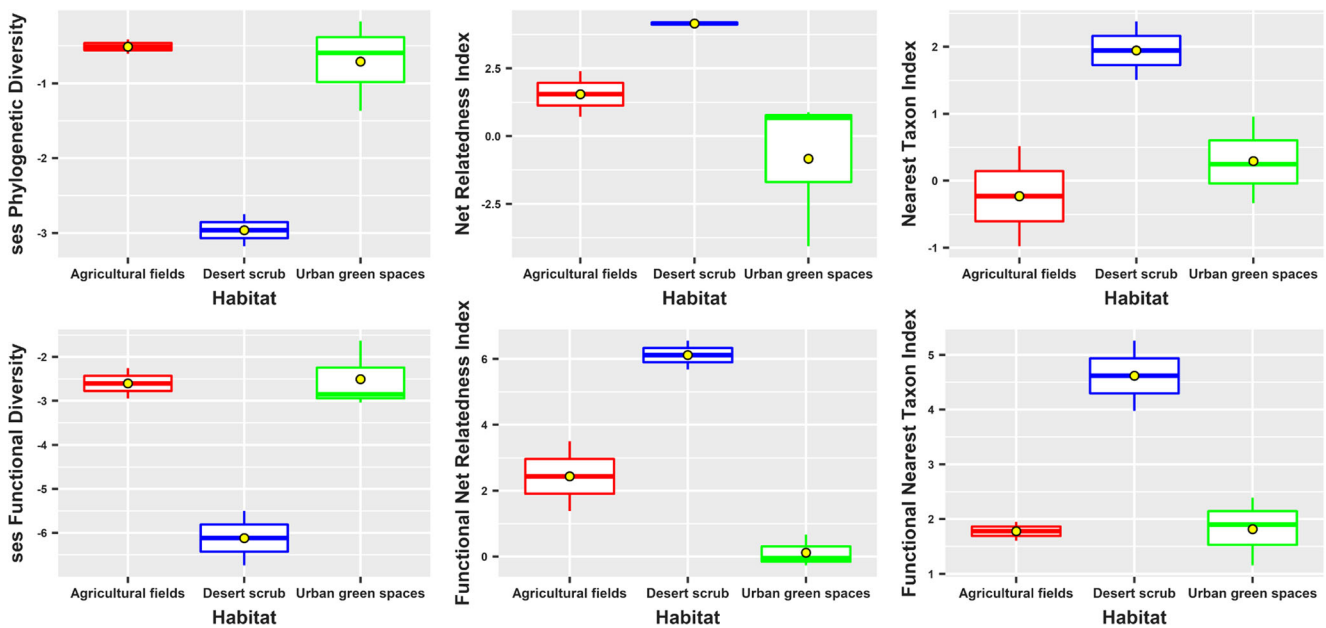 ses Phylogenetic Diversity
-1
-2
-3
Agricultural fields Desert scrub Urban green spaces
Habitat
Net Relatedness Index
2.5
0.0
-2.5
Agricultural fields Desert scrub Urban green spaces
Habitat
Nearest Taxon Index
2
1
0
-1
Agricultural fields Desert scrub Urban green spaces
Habitat
ses Functional Diversity
-2
-3
-4
-5
-6
Agricultural fields Desert scrub Urban green spaces
Habitat
Functional Net Relatedness Index
6
4
2
0
Agricultural fields Desert scrub Urban green spaces
Habitat
Functional Nearest Taxon Index
5
4
3
2
1
Agricultural fields Desert scrub Urban green spaces
Habitat